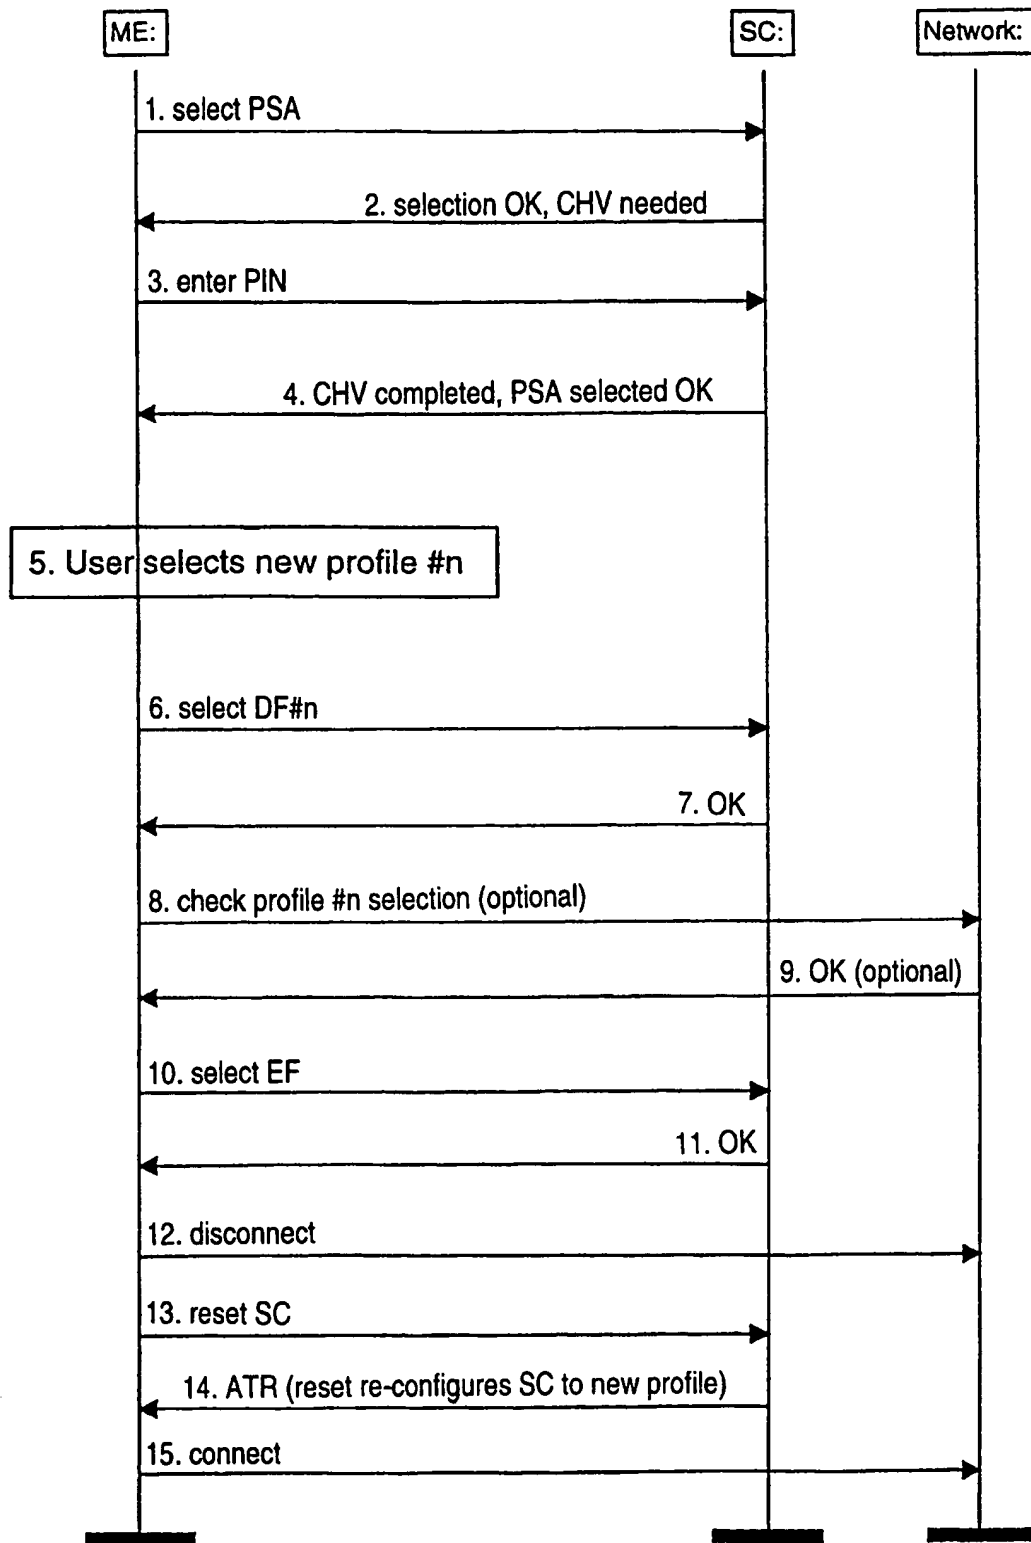 ME:
SC:
Network:
1. select PSA
2. selection OK, CHV needed
3. enter PIN
4. CHV completed, PSA selected OK
5. User selects new profile #n
6. select DF#n
7. OK
8. check profile #n selection (optional)
9. OK (optional)
10. select EF
11. OK
12. disconnect
13. reset SC
14. ATR (reset re-configures SC to new profile)
15. connect